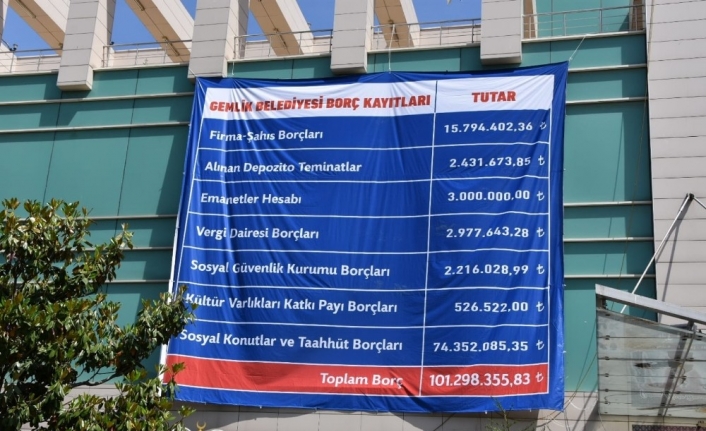 GEMLİK BELEDİYESİ BORÇ KAYITLARI TUTAR
Firma-Şahıs Borçları 15.794.402,36 ₺
Alınan Depozito Teminatlar 2.431.673,85 ₺
Emanetler Hesabı 3.000.000,00 ₺
Vergi Dairesi Borçları 2.977.643,28 ₺
Sosyal Güvenlik Kurumu Borçları 2.216.028,99 ₺
Kültür Varlıkları Katkı Payı Borçları 526.522,00 ₺
Sosyal Konutlar ve Taahhüt Borçları 74.352.085,35 ₺
Toplam Borç 101.298.355,83 ₺